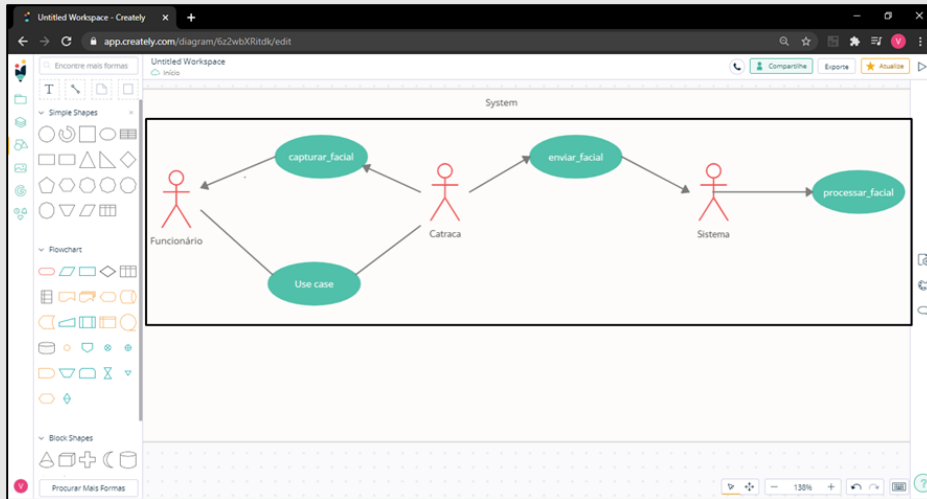 Untitled Workspace - Creately
app.creately.com/diagram/6z2wbXRitdk/edit
V
Encontre mais formas
Untitled Workspace
Início
Compartilhe
Exporte
Atualize
T
Simple Shapes
System
capturar_facial
enviar_facial
processar_facial
Funcionário
Catraca
Sistema
Use case
Flowchart
Block Shapes
V
Procurar Mais Formas
138%
?